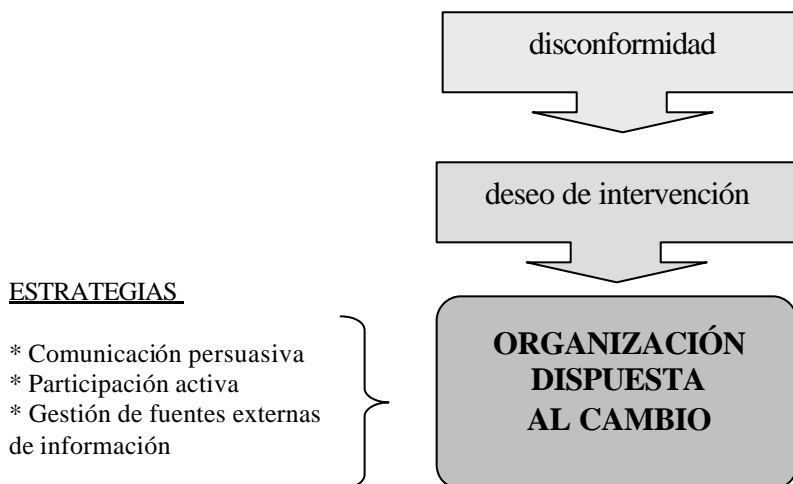 disconformidad
deseo de intervención
ESTRATEGIAS
* Comunicación persuasiva
* Participación activa
* Gestión de fuentes externas
de información
ORGANIZACIÓN
DISPUESTA
AL CAMBIO